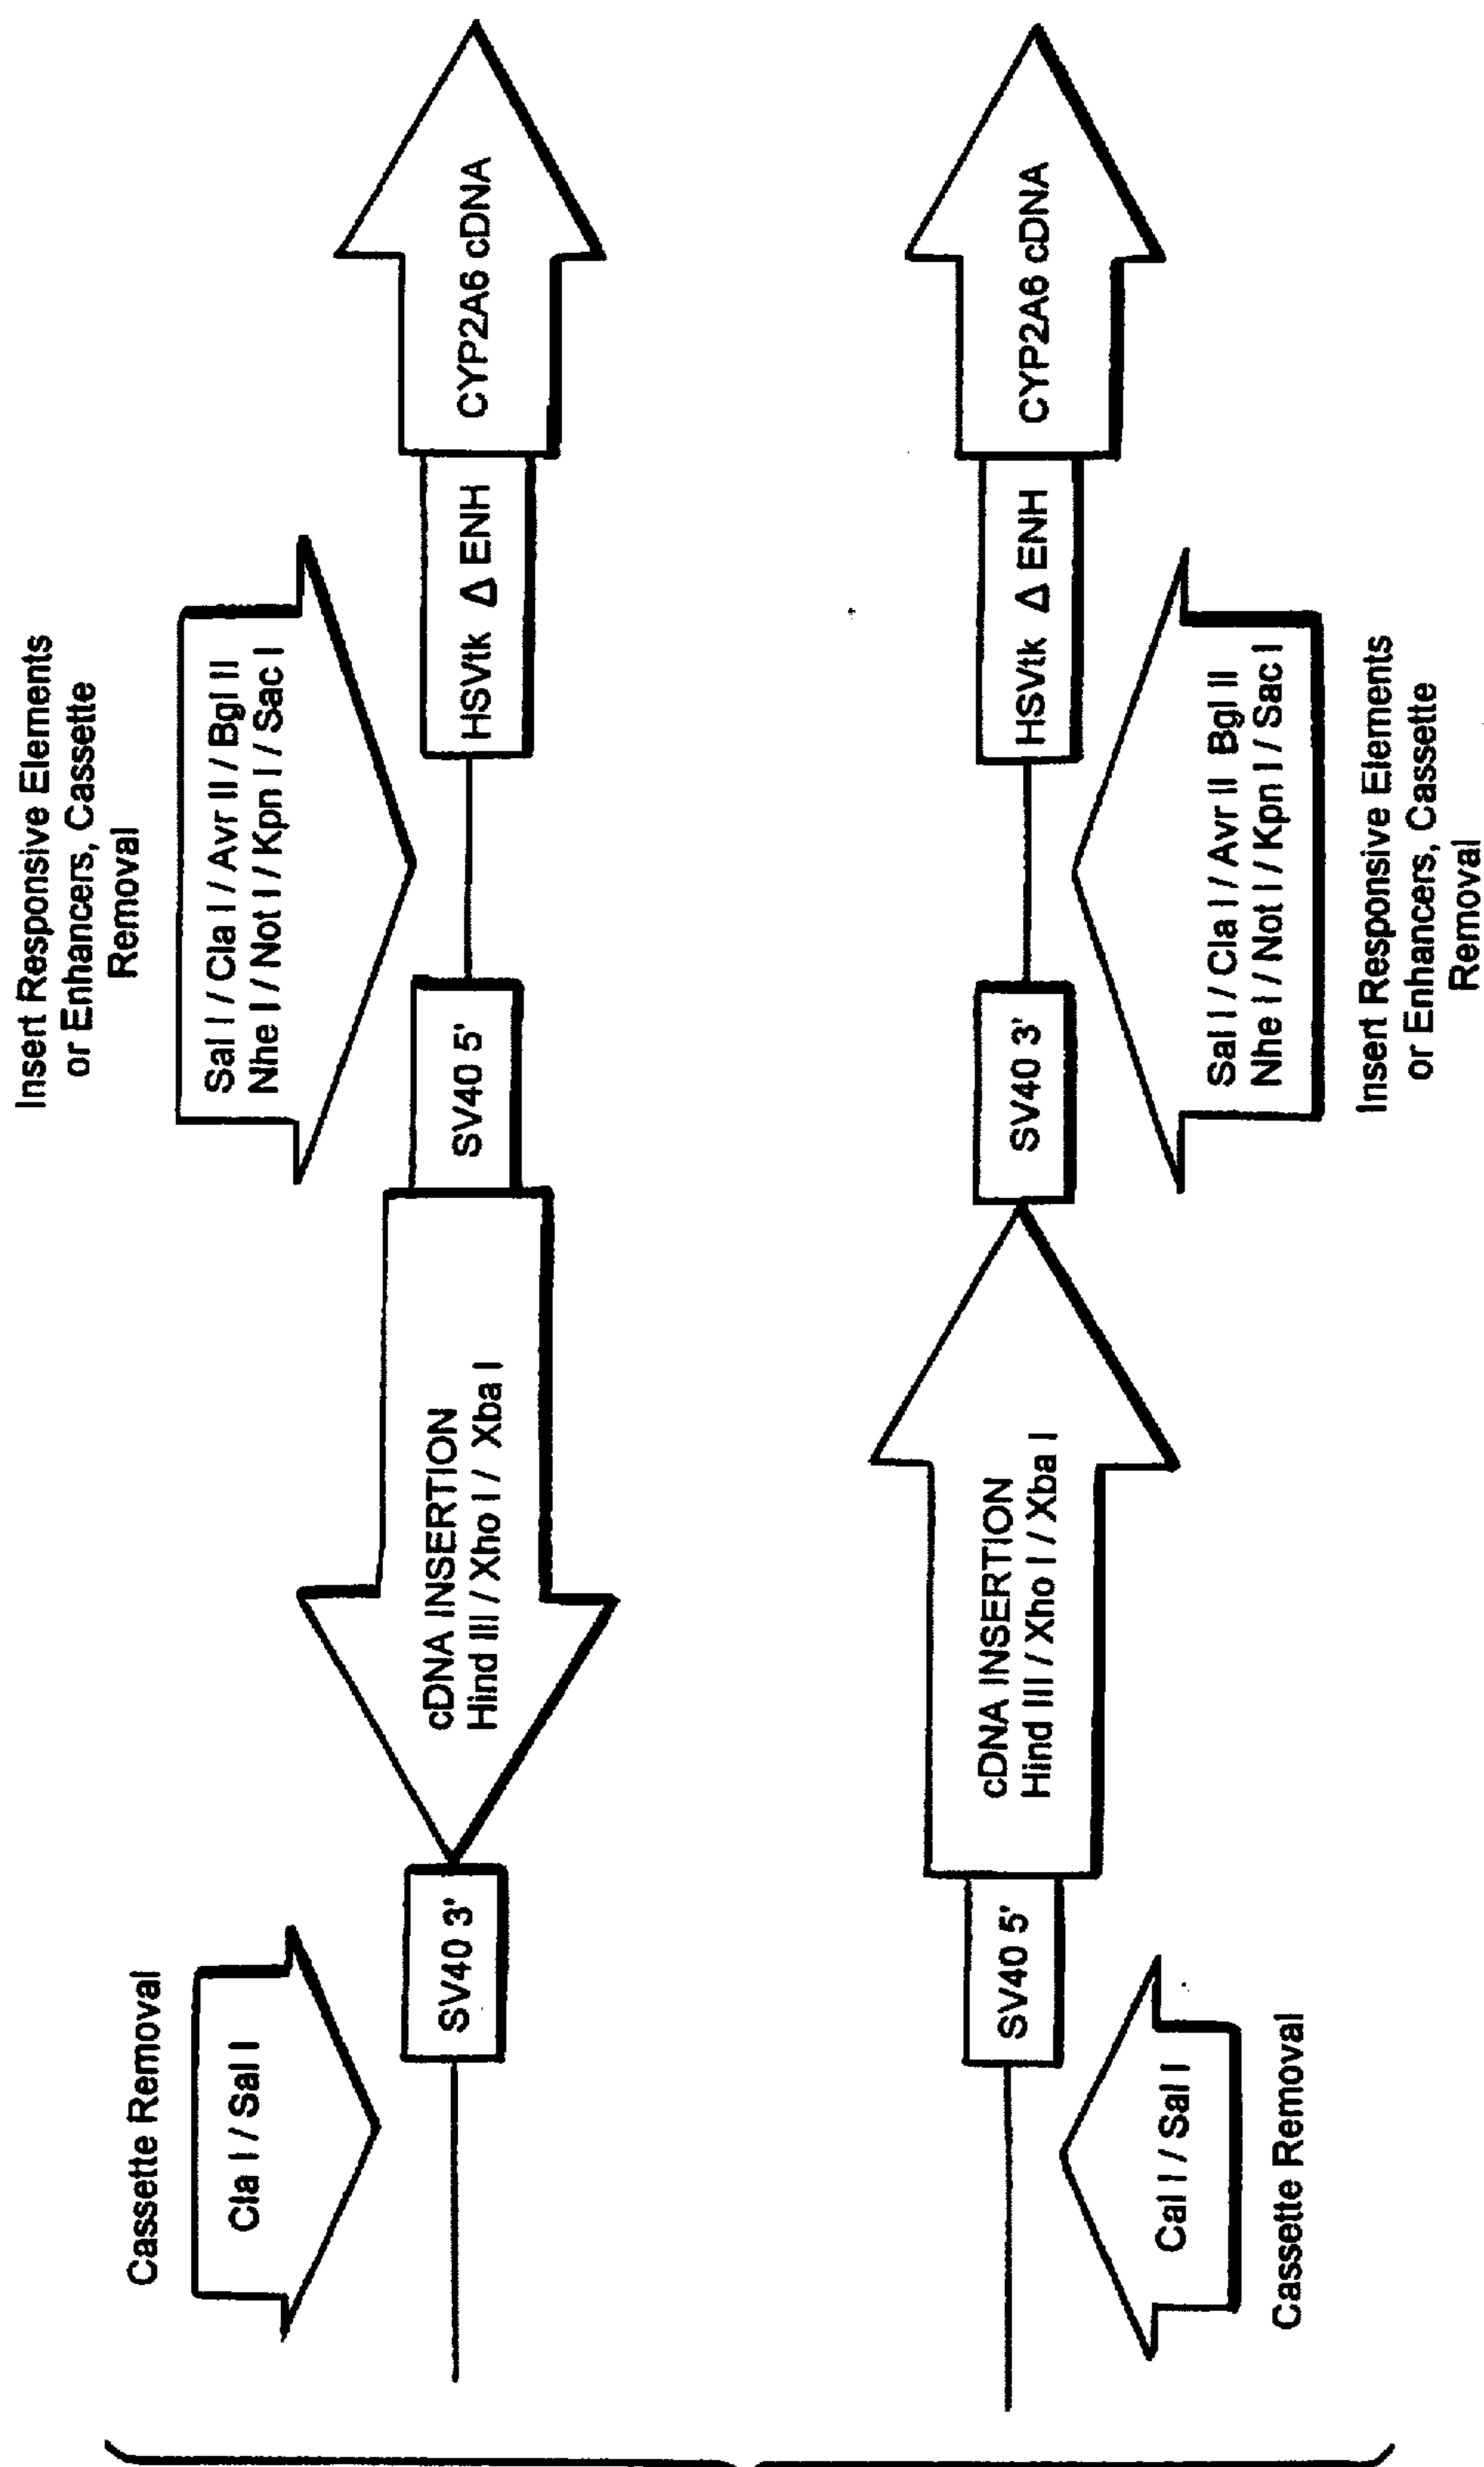 Insert Responsive Elements
or Enhancers, Cassette
Removal
Cassette Removal
Cla I / Sal I
Sal I / Cla I / Avr II / Bgl II
Nhe I / Not I / Kpn I / Sac I
SV40 3'
cDNA INSERTION
Hind III / Xho I / Xba I
SV40 5'
HSVtk Δ ENH
CYP2A6 cDNA
SV40 5'
cDNA INSERTION
Hind III / Xho I / Xba I
SV40 3'
HSVtk Δ ENH
CYP2A6 cDNA
Cal I / Sal I
Cassette Removal
Sal I / Cla I / Avr II Bgl II
Nhe I / Not I / Kpn I / Sac I
Insert Responsive Elements
or Enhancers, Cassette
Removal